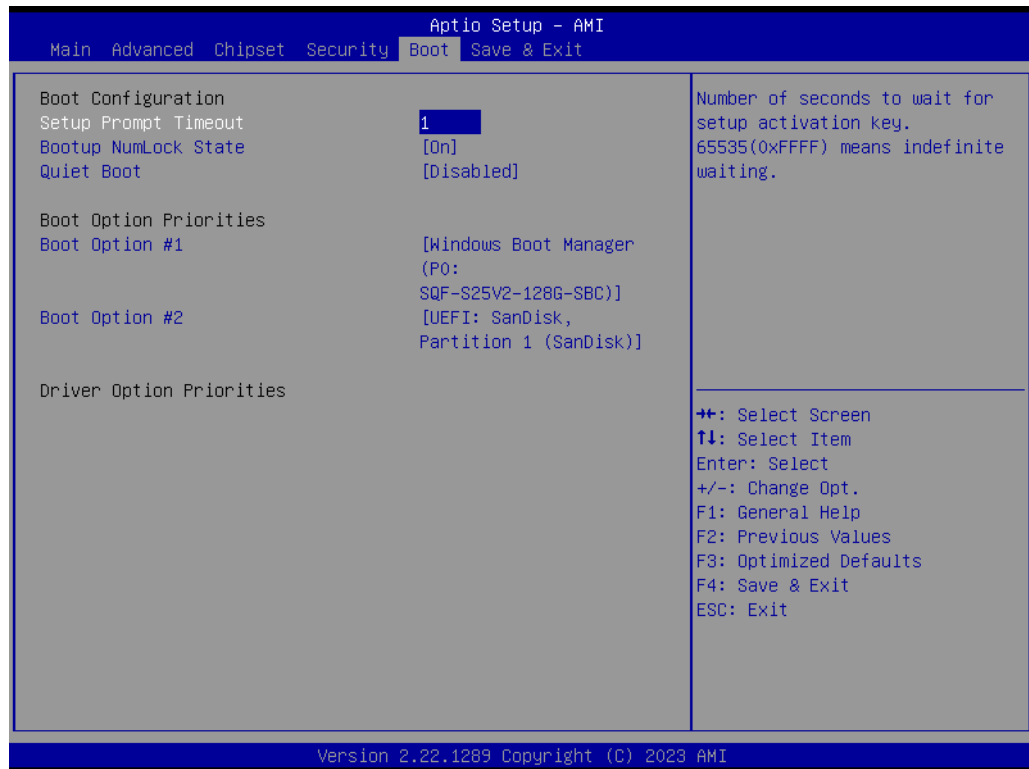 Aptio Setup – AMI
Main Advanced Chipset Security Boot Save & Exit
Boot Configuration
Setup Prompt Timeout 1
Bootup NumLock State [On]
Quiet Boot [Disabled]
Boot Option Priorities
Boot Option #1 [Windows Boot Manager
(P0:
SQF-S25V2-128G-SBC)]
Boot Option #2 [UEFI: SanDisk,
Partition 1 (SanDisk)]
Driver Option Priorities
Number of seconds to wait for
setup activation key.
65535(0xFFFF) means indefinite
waiting.
→←: Select Screen
↑↓: Select Item
Enter: Select
+/-: Change Opt.
F1: General Help
F2: Previous Values
F3: Optimized Defaults
F4: Save & Exit
ESC: Exit
Version 2.22.1289 Copyright (C) 2023 AMI